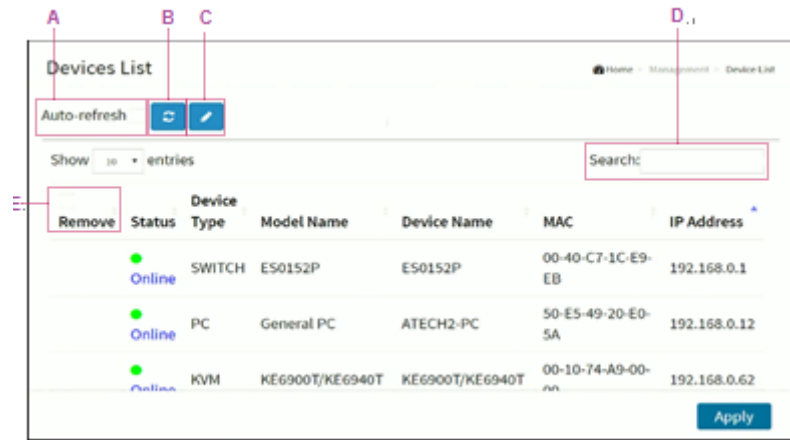 A B C D
Devices List
Home - Management - Device List
Auto-refresh
Show 10 entries Search:
E
Remove Status Device Type Model Name Device Name MAC IP Address
Online SWITCH ES0152P ES0152P 00-40-C7-1C-E9-EB 192.168.0.1
Online PC General PC ATECH2-PC 50-E5-49-20-E0-5A 192.168.0.12
Online KVM KE6900T/KE6940T KE6900T/KE6940T 00-10-74-A9-00- 192.168.0.62
Apply